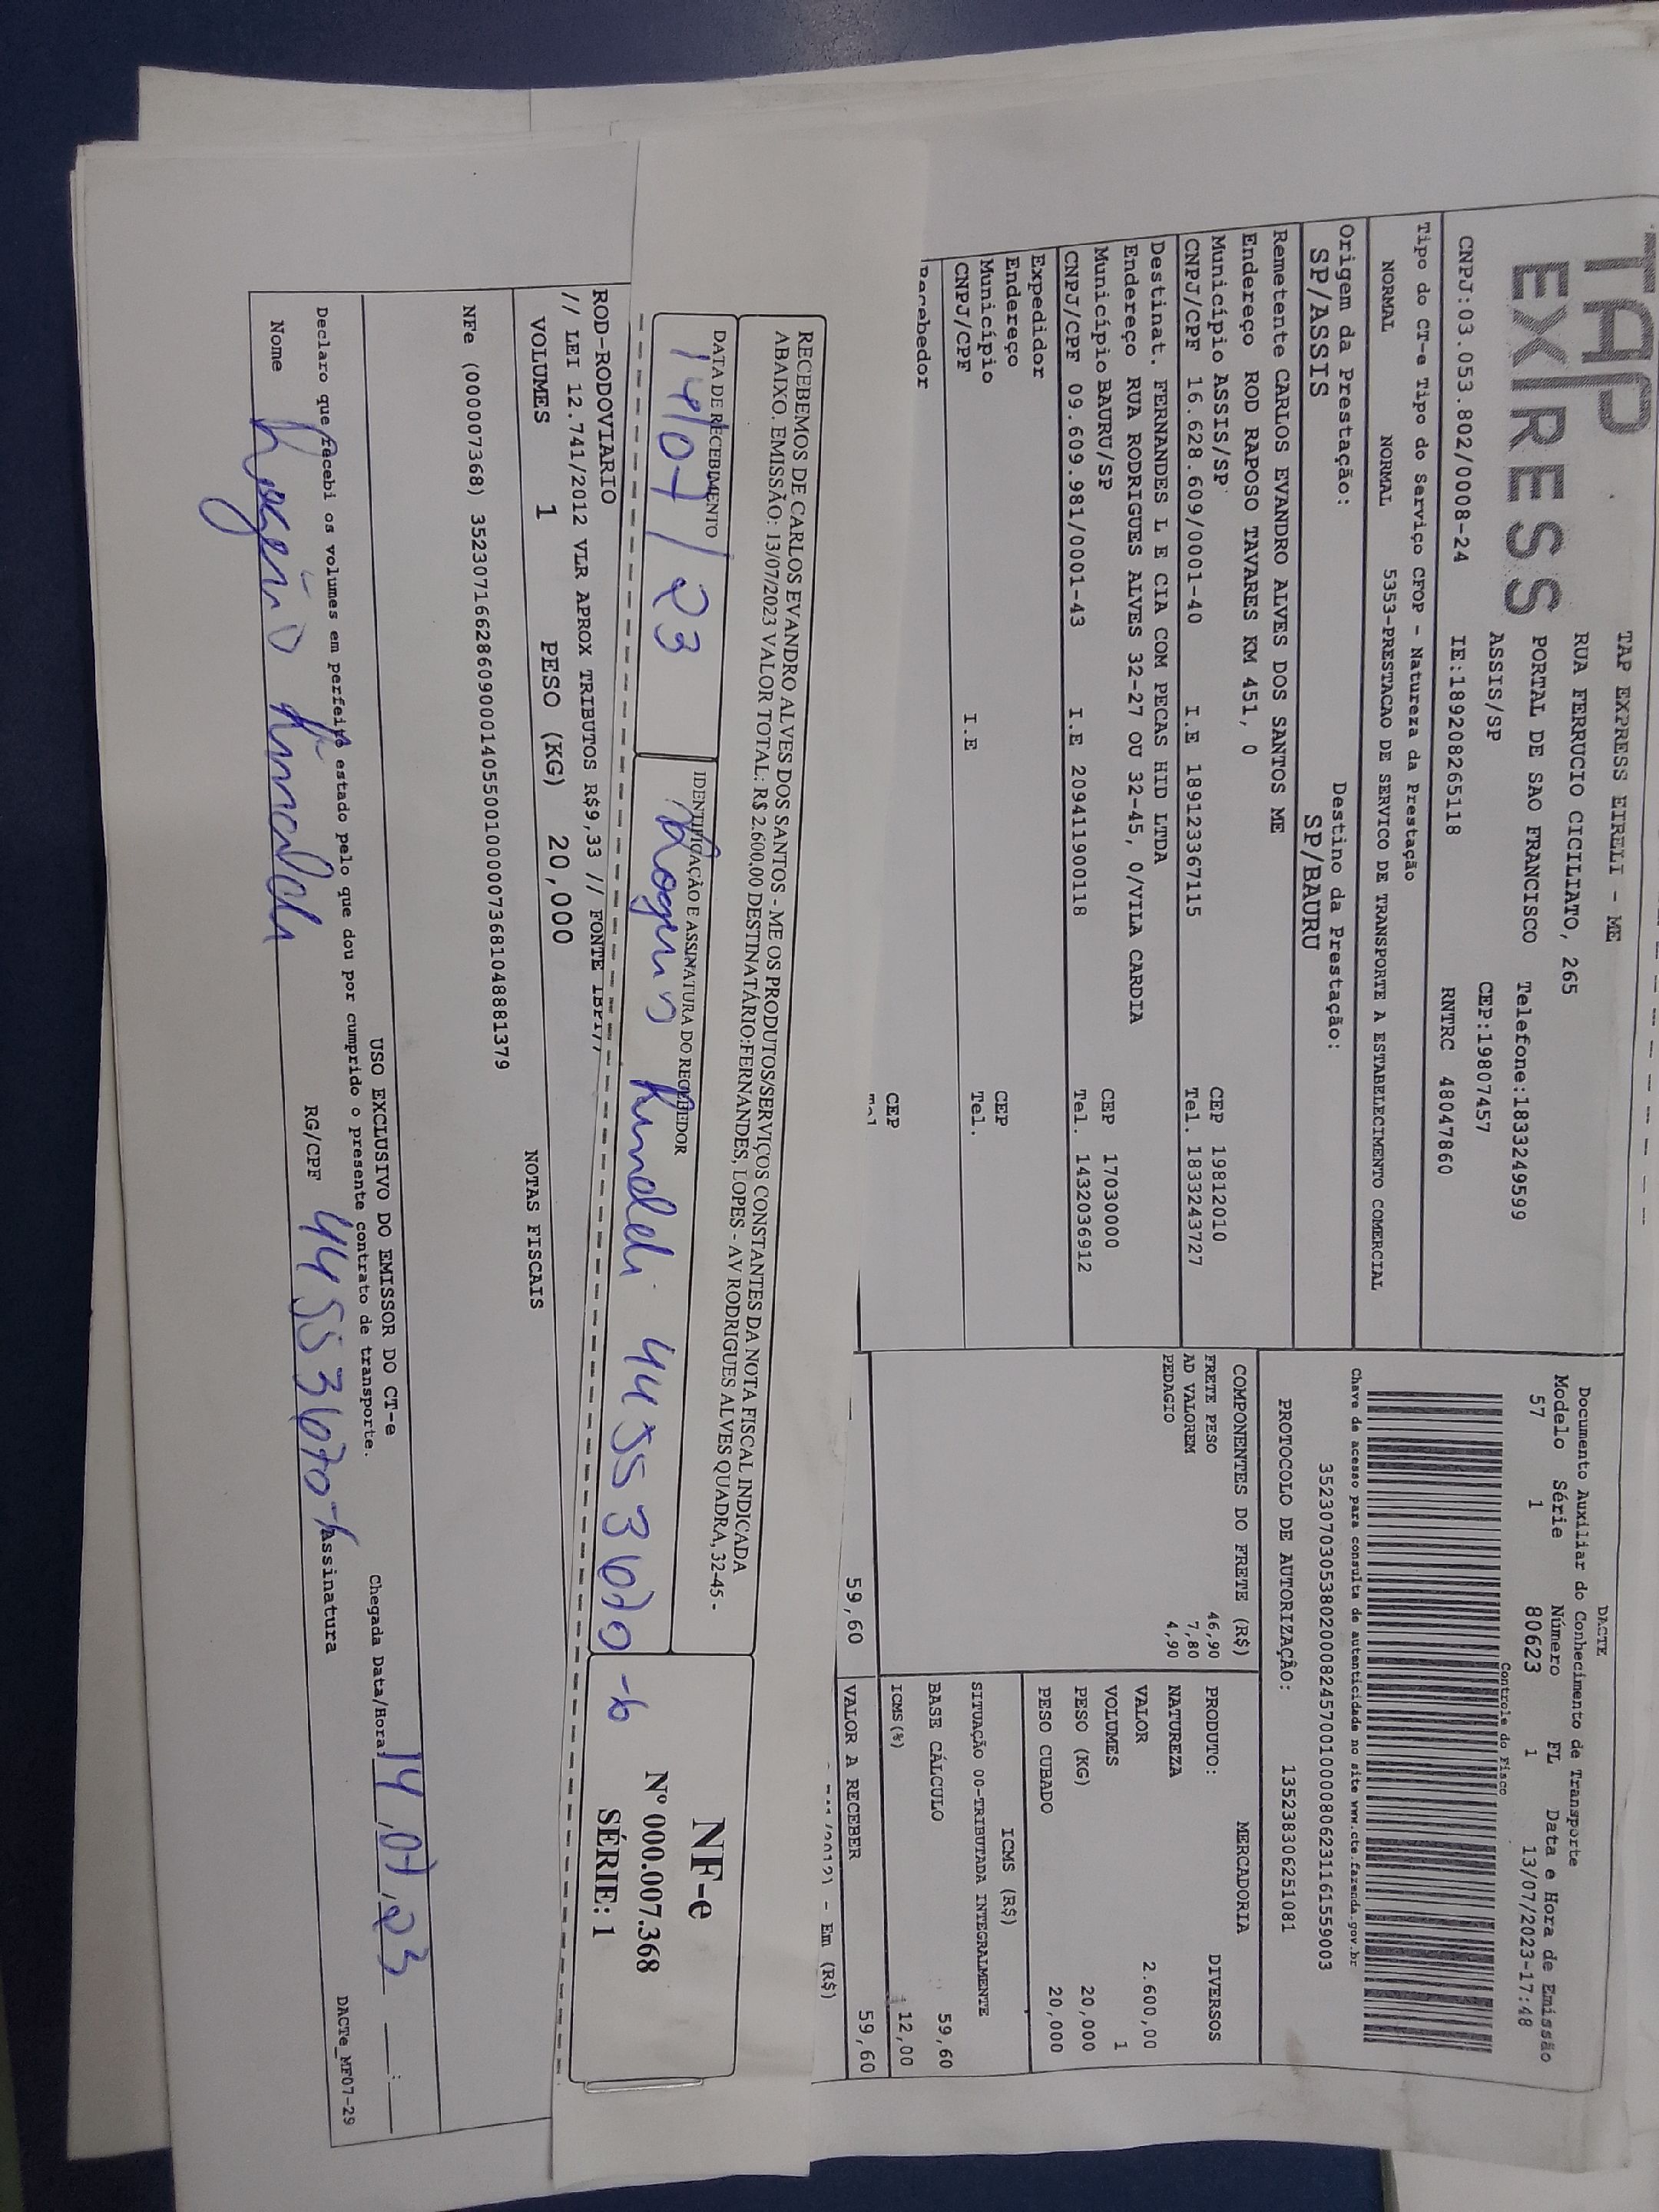 TAP
EXPRESS
TAP EXPRESS EIRELI - ME
RUA FERRUCIO CICILIATO, 265
PORTAL DE SAO FRANCISCO Telefone:1833249599
ASSIS/SP CEP:19807457
CNPJ:03.053.802/0008-24 IE:189208265118 RNTRC 48047860
Tipo do CT-e Tipo do Serviço CFOP - Natureza da Prestação
NORMAL NORMAL 5353-PRESTACAO DE SERVICO DE TRANSPORTE A ESTABELECIMENTO COMERCIAL
Origem da Prestação: Destino da Prestação:
SP/ASSIS SP/BAURU
Remetente CARLOS EVANDRO ALVES DOS SANTOS ME
Endereço ROD RAPOSO TAVARES KM 451, 0
Município ASSIS/SP CEP 19812010
CNPJ/CPF 16.628.609/0001-40 I.E 189123367115 Tel. 1833243727
Destinat. FERNANDES L E CIA COM PECAS HID LTDA
Endereço RUA RODRIGUES ALVES 32-27 OU 32-45, 0/VILA CARDIA
Município BAURU/SP CEP 17030000
CNPJ/CPF 09.609.981/0001-43 I.E 209411900118 Tel. 1432036912
Expedidor
Endereço
Município CEP
CNPJ/CPF I.E Tel.
Recebedor
CEP
Tel
DACTE
Documento Auxiliar do Conhecimento de Transporte
Modelo Série Número FL Data e Hora de Emissão
57 1 80623 1 13/07/2023-17:48
Controle do Fisco
Chave de acesso para consulta de autenticidade no site www.cte.fazenda.gov.br
35230703053802000824570010000806231161559003
PROTOCOLO DE AUTORIZAÇÃO: 135238306251081
COMPONENTES DO FRETE (R$)
FRETE PESO 46,90
AD VALOREM 7,80
PEDAGIO 4,90
59,60
MERCADORIA
PRODUTO: DIVERSOS
NATUREZA
VALOR 2.600,00
VOLUMES 1
PESO (KG) 20,000
PESO CUBADO 20,000
ICMS (R$)
SITUAÇÃO 00-TRIBUTADA INTEGRALMENTE
BASE CÁLCULO 59,60
ICMS(%) 12,00
VALOR A RECEBER 59,60
/2012) - Em (R$)
RECEBEMOS DE CARLOS EVANDRO ALVES DOS SANTOS - ME OS PRODUTOS/SERVIÇOS CONSTANTES DA NOTA FISCAL INDICADA
ABAIXO. EMISSÃO: 13/07/2023 VALOR TOTAL: R$ 2.600,00 DESTINATÁRIO:FERNANDES, LOPES - AV RODRIGUES ALVES QUADRA, 32-45 -
DATA DE RECEBIMENTO
14/07/23
IDENTIFICAÇÃO E ASSINATURA DO RECEBEDOR
44553670-6
NF-e
Nº 000.007.368
SÉRIE: 1
ROD-RODOVIARIO
// LEI 12.741/2012 VLR APROX TRIBUTOS R$9,33 // FONTE IBPT//
VOLUMES 1 PESO (KG) 20,000
NOTAS FISCAIS
NFe (000007368) 35230716628609000140550010000073681048881379
USO EXCLUSIVO DO EMISSOR DO CT-e
Declaro que recebi os volumes em perfeito estado pelo que dou por cumprido o presente contrato de transporte.
Chegada Data/Hora 14,07,23 :
Nome Rogério RG/CPF 44553670-6 Assinatura
DACTe_MF07-29